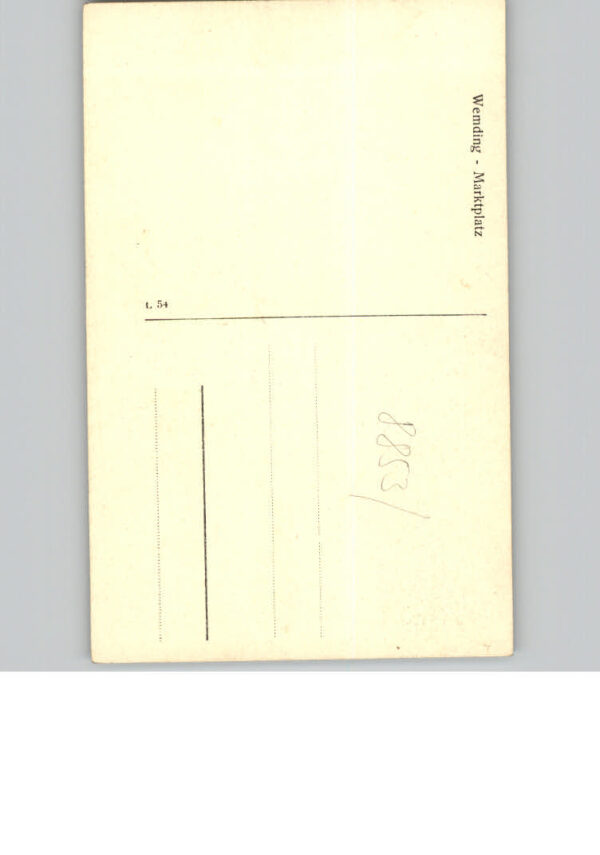 Wemding - Marktplatz
L 54
8853/